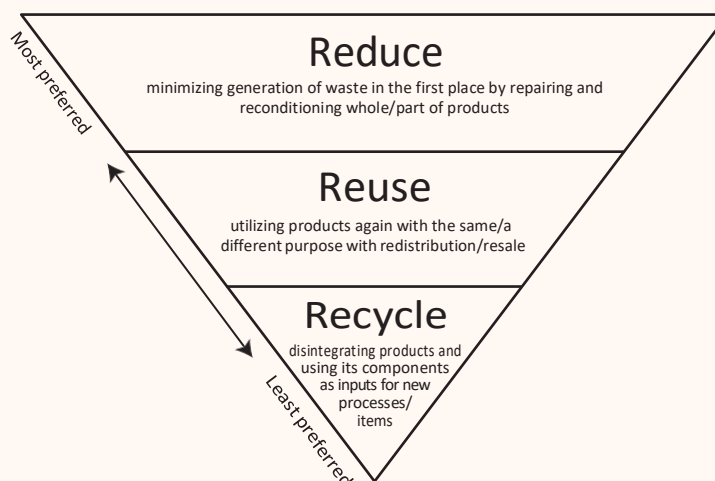 Most preferred
Reduce
minimizing generation of waste in the first place by repairing and
reconditioning whole/part of products
Reuse
utilizing products again with the same/a
different purpose with redistribution/resale
Recycle
disintegrating products and
using its components
as inputs for new
processes/
items
Least preferred